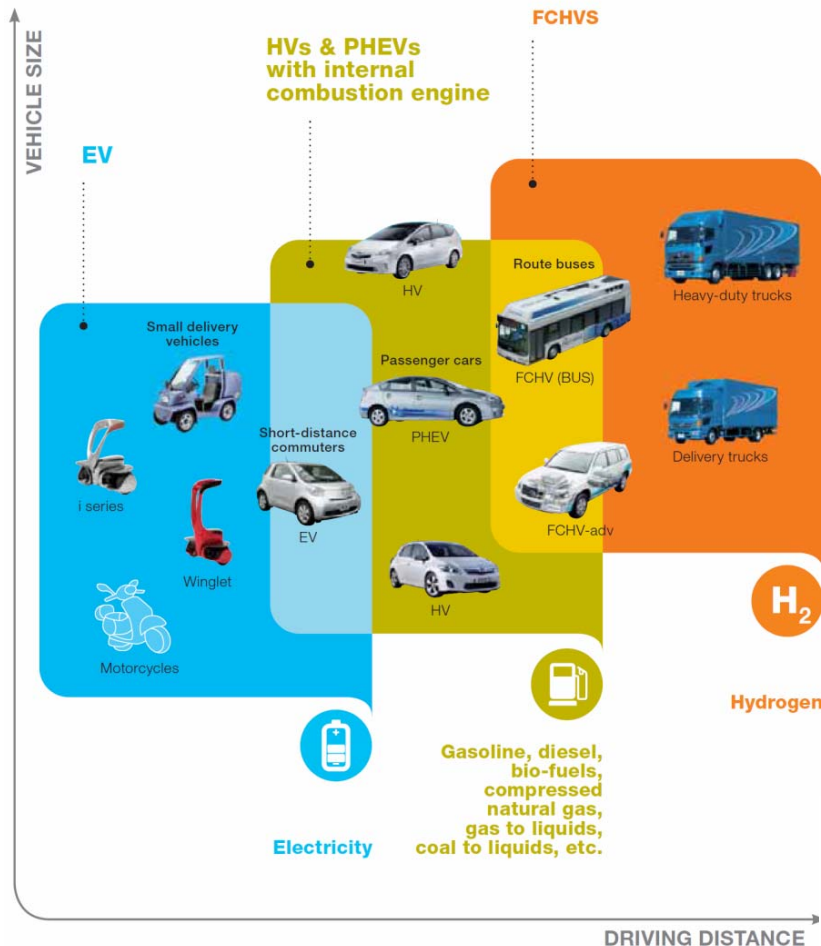 VEHICLE SIZE
FCHVS
HVs & PHEVs
with internal
combustion engine
EV
HV
Route buses
Heavy-duty trucks
Small delivery
vehicles
Passenger cars
FCHV (BUS)
Short-distance
commuters
PHEV
Delivery trucks
i series
EV
FCHV-adv
Winglet
HV
H2
Motorcycles
Hydrogen
Gasoline, diesel,
bio-fuels,
compressed
natural gas,
gas to liquids,
coal to liquids, etc.
Electricity
DRIVING DISTANCE